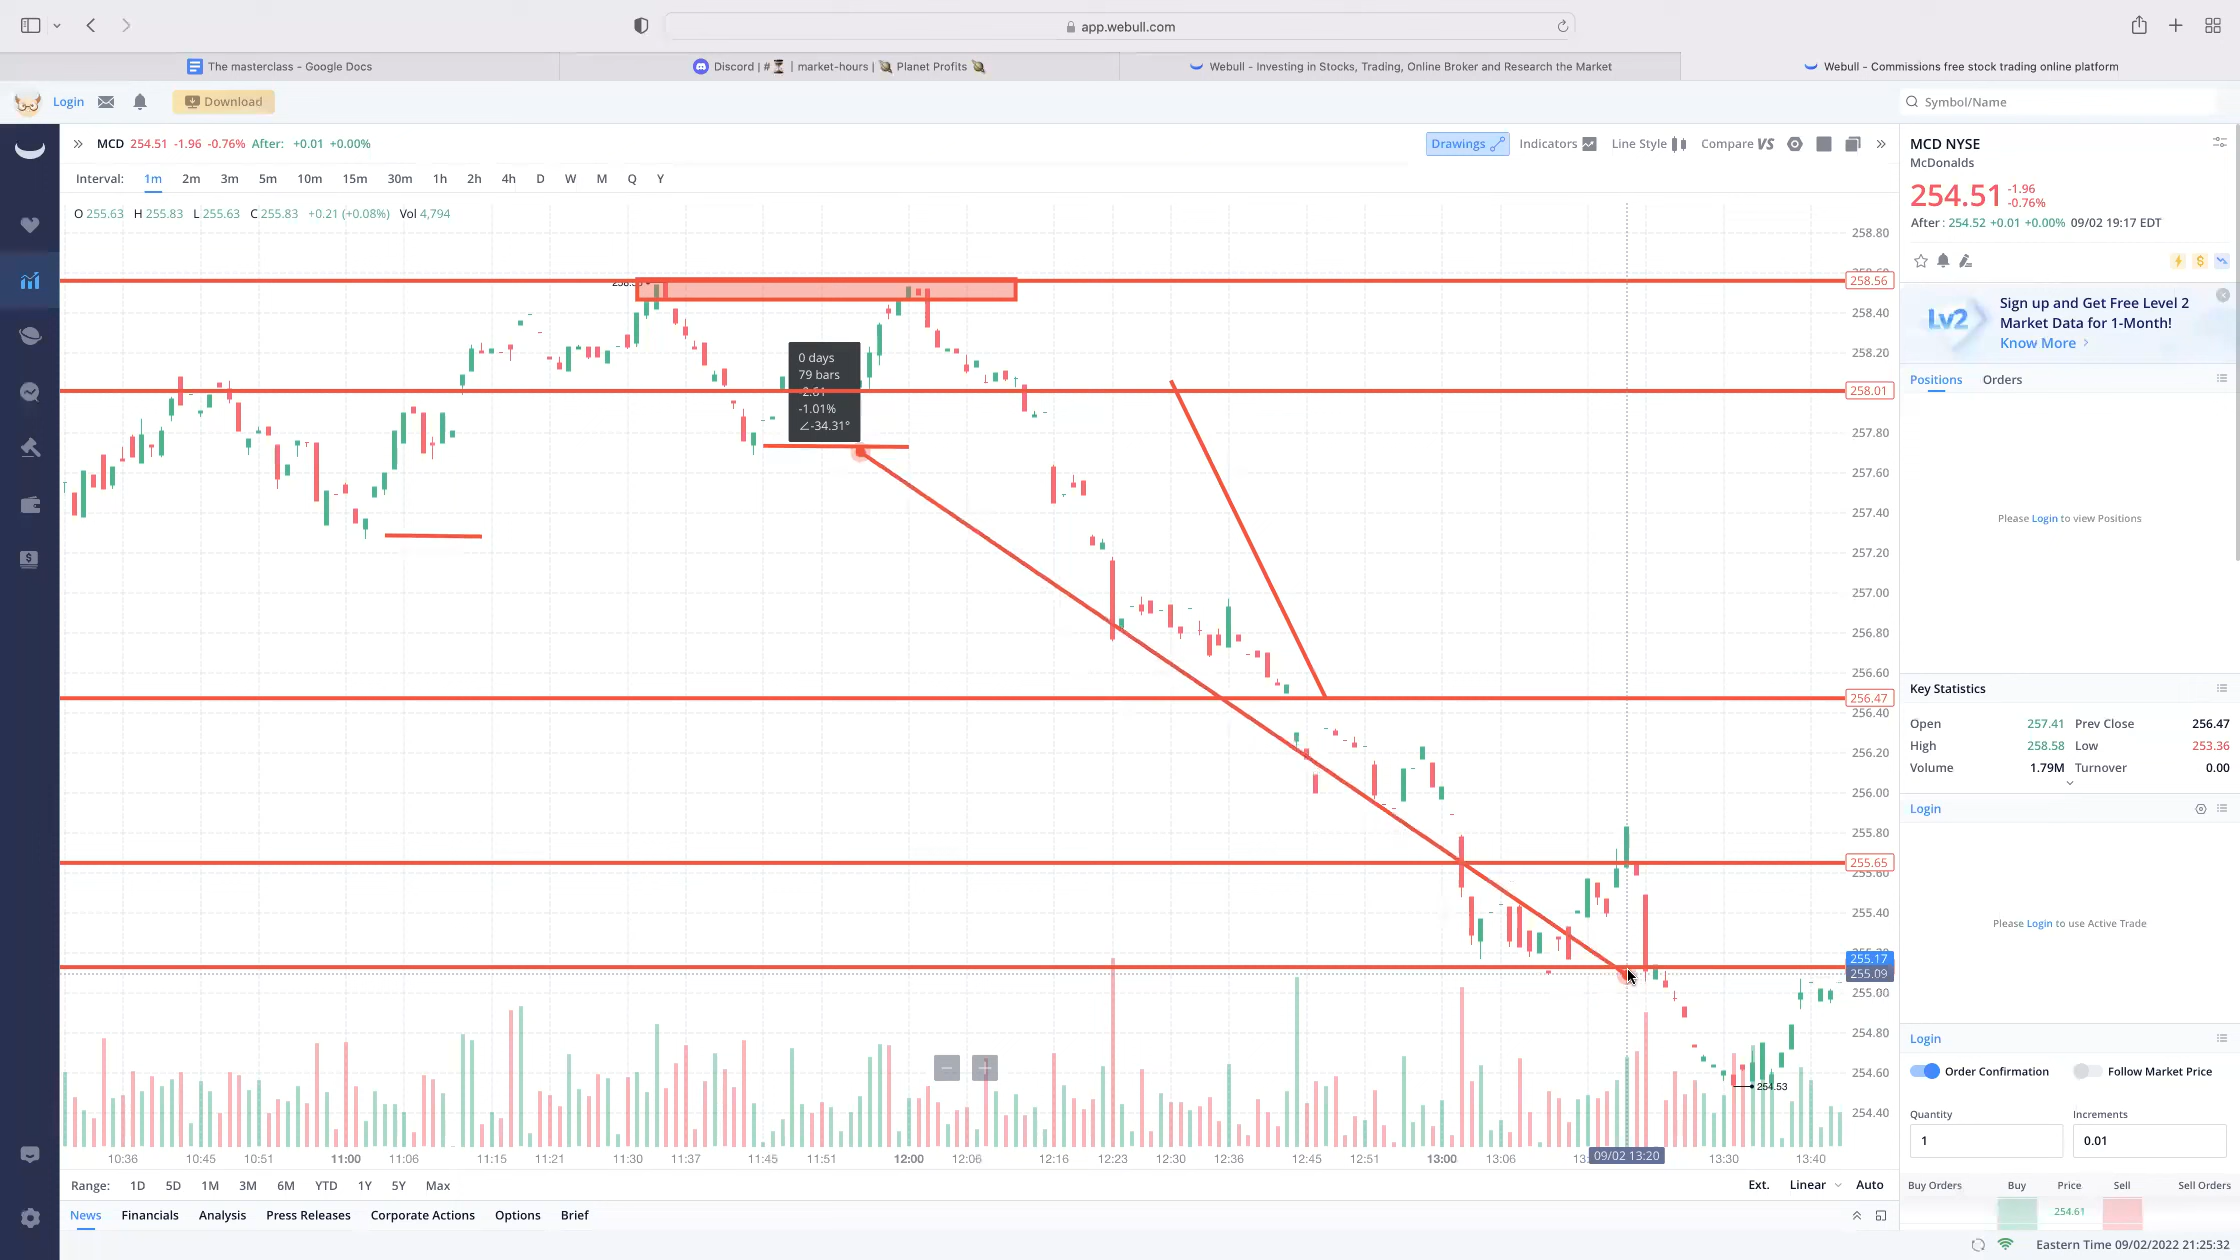 app.webull.com
The masterclass – Google Docs
Discord | #⏳ | market-hours | 🪐 Planet Profits 🪐
Webull - Investing in Stocks, Trading, Online Broker and Research the Market
Webull - Commissions free stock trading online platform
Login
Download
Symbol/Name
MCD 254.51 -1.96 -0.76% After: +0.01 +0.00%
Drawings
Indicators
Line Style
Compare VS
Interval: 1m 2m 3m 5m 10m 15m 30m 1h 2h 4h D W M Q Y
O 255.63 H 255.83 L 255.63 C 255.83 +0.21 (+0.08%) Vol 4,794
258.80
258.56
258.40
258.20
258.01
257.80
257.60
257.40
257.20
257.00
256.80
256.60
256.47
256.40
256.20
256.00
255.80
255.65
255.60
255.40
255.17
255.09
255.00
254.80
254.60
254.40
0 days
79 bars
-1.01%
∠-34.31°
254.53
10:36 10:45 10:51 11:00 11:06 11:15 11:21 11:30 11:37 11:45 11:51 12:00 12:06 12:16 12:23 12:30 12:36 12:45 12:51 13:00 13:06 09/02 13:20 13:30 13:40
Range: 1D 5D 1M 3M 6M YTD 1Y 5Y Max
Ext. Linear Auto
News Financials Analysis Press Releases Corporate Actions Options Brief
MCD NYSE
McDonalds
254.51 -1.96
-0.76%
After : 254.52 +0.01 +0.00% 09/02 19:17 EDT
Lv2
Sign up and Get Free Level 2
Market Data for 1-Month!
Know More >
Positions Orders
Please Login to view Positions
Key Statistics
Open 257.41 Prev Close 256.47
High 258.58 Low 253.36
Volume 1.79M Turnover 0.00
Login
Please Login to use Active Trade
Login
Order Confirmation
Follow Market Price
Quantity Increments
1 0.01
Buy Orders Buy Price Sell Sell Orders
254.61
Eastern Time 09/02/2022 21:25:32